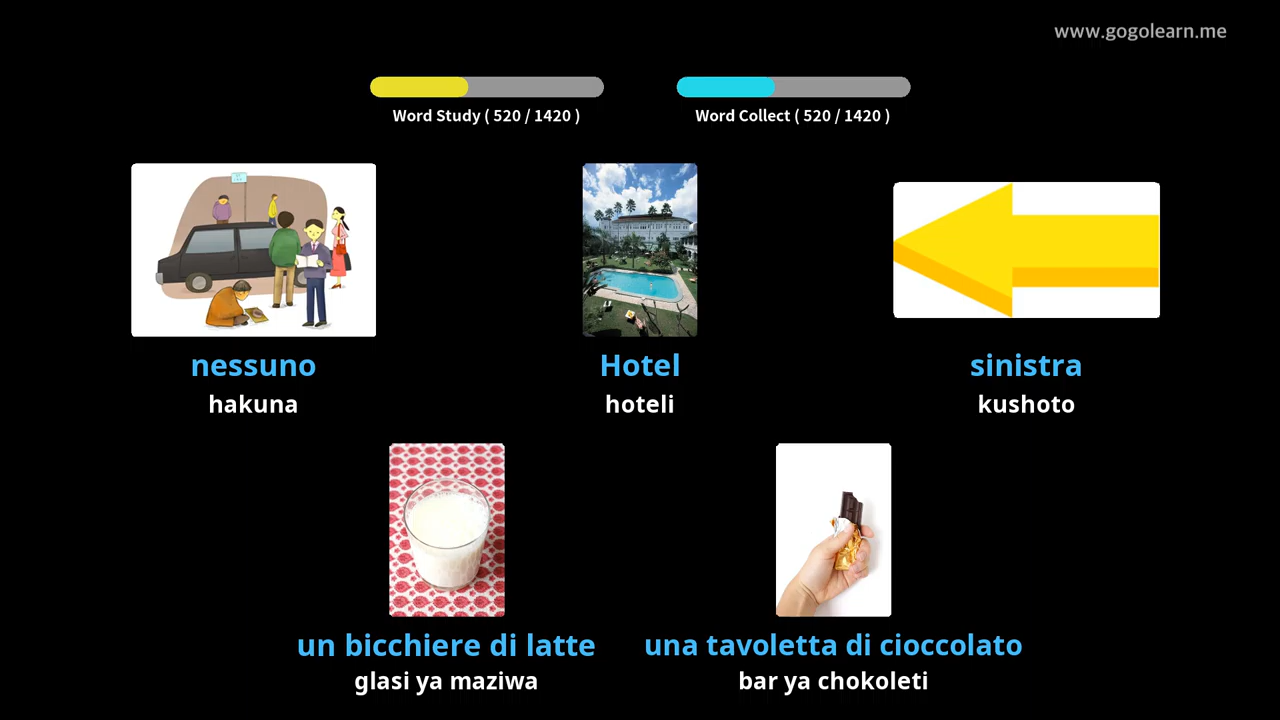 www.gogolearn.me
Word Study ( 520 / 1420 )
Word Collect ( 520 / 1420 )
nessuno
hakuna
Hotel
hoteli
sinistra
kushoto
un bicchiere di latte
glasi ya maziwa
una tavoletta di cioccolato
bar ya chokoleti